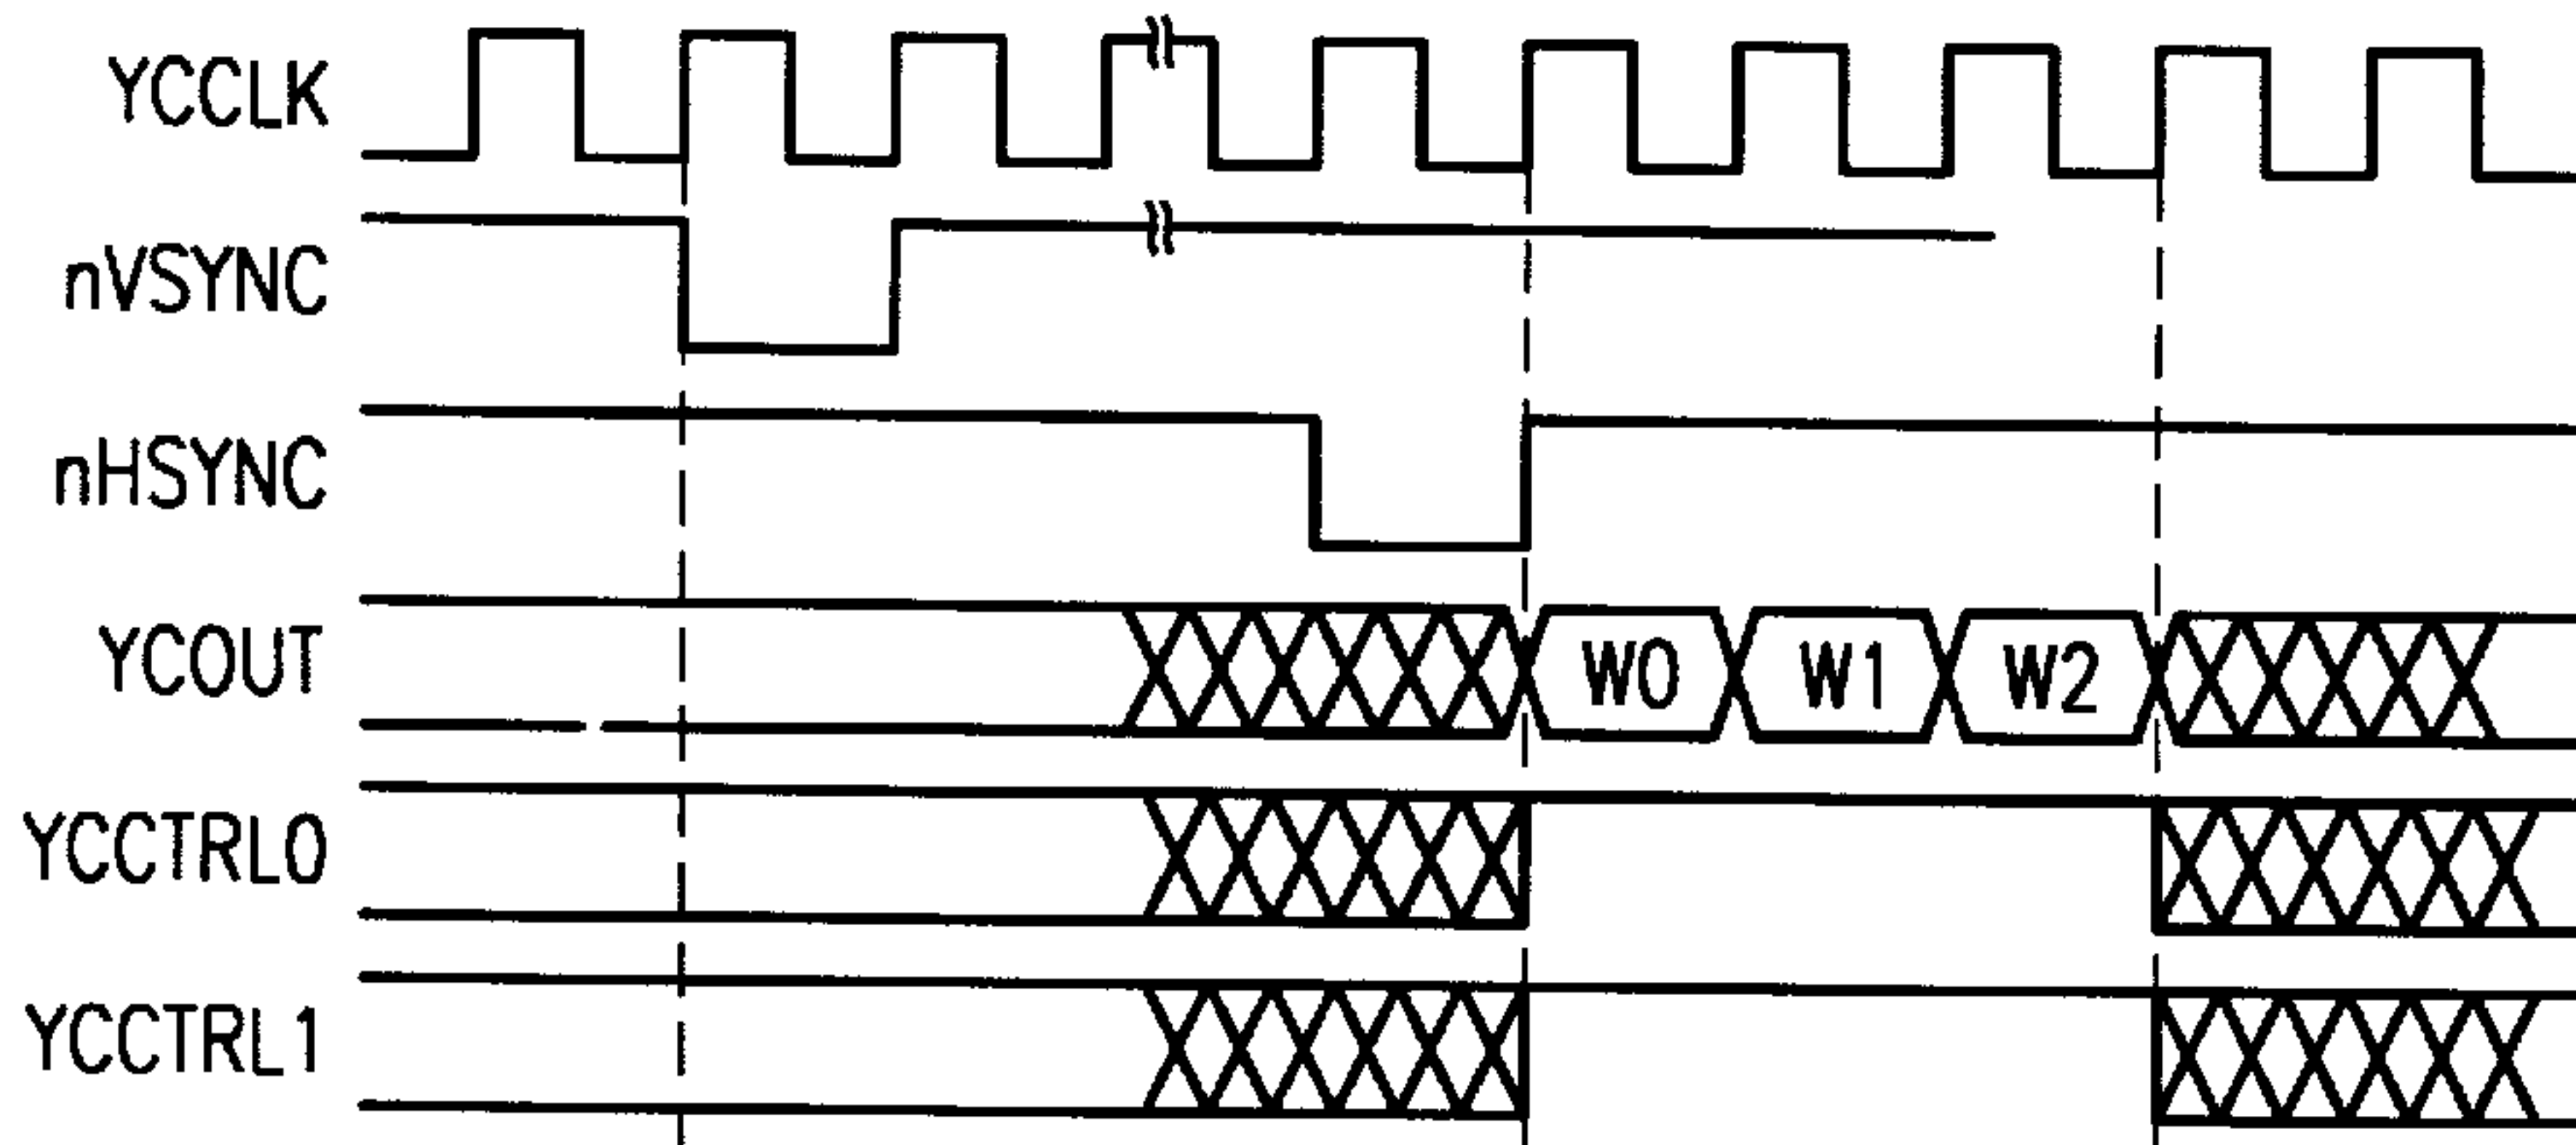 YCCLK
nVSYNC
nHSYNC
YCOUT W0 W1 W2
YCCTRL0
YCCTRL1